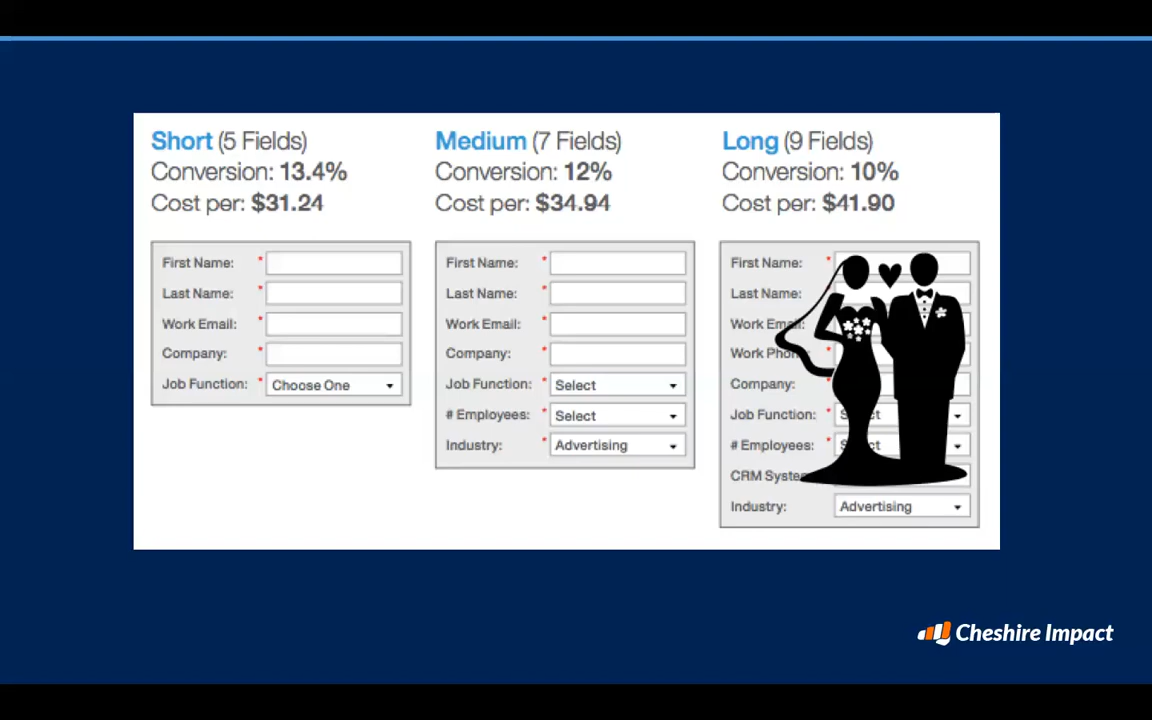 Short (5 Fields)
Conversion: 13.4%
Cost per: $31.24
First Name: *
Last Name: *
Work Email: *
Company: *
Job Function: * Choose One
Medium (7 Fields)
Conversion: 12%
Cost per: $34.94
First Name: *
Last Name: *
Work Email: *
Company: *
Job Function: * Select
# Employees: * Select
Industry: * Advertising
Long (9 Fields)
Conversion: 10%
Cost per: $41.90
First Name: *
Last Name: *
Work
Work
Company: *
Job Function: *
# Employees: *
CRM
Industry: Advertising
Cheshire Impact